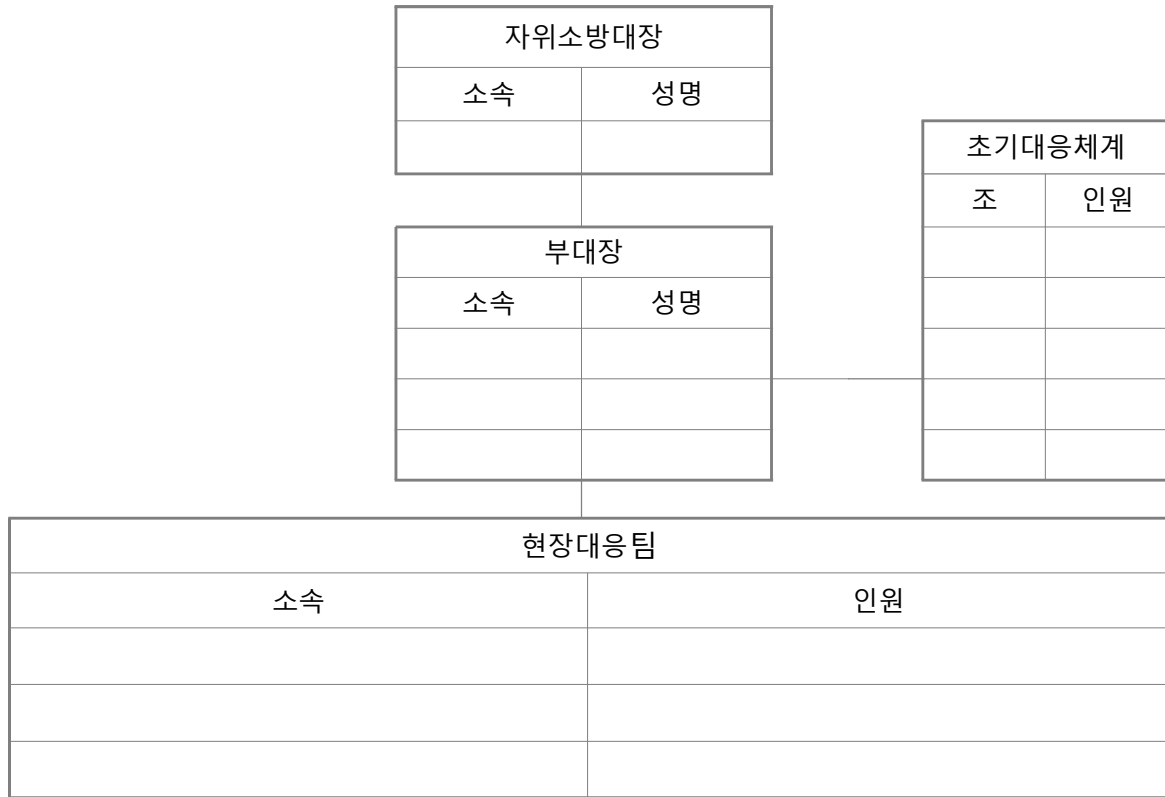 자위소방대장
소속 성명
초기대응체계
조 인원
부대장
소속 성명
현장대응팀
소속 인원